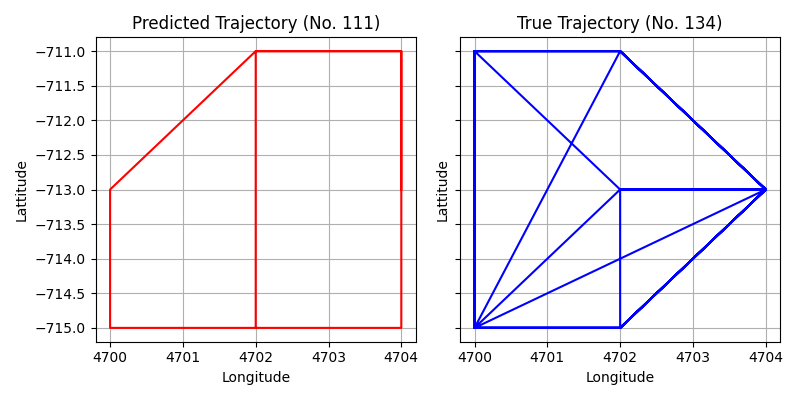 Predicted Trajectory (No. 111)
True Trajectory (No. 134)
Lattitude
−711.0
−711.5
−712.0
−712.5
−713.0
−713.5
−714.0
−714.5
−715.0
4700 4701 4702 4703 4704
Longitude
Lattitude
4700 4701 4702 4703 4704
Longitude